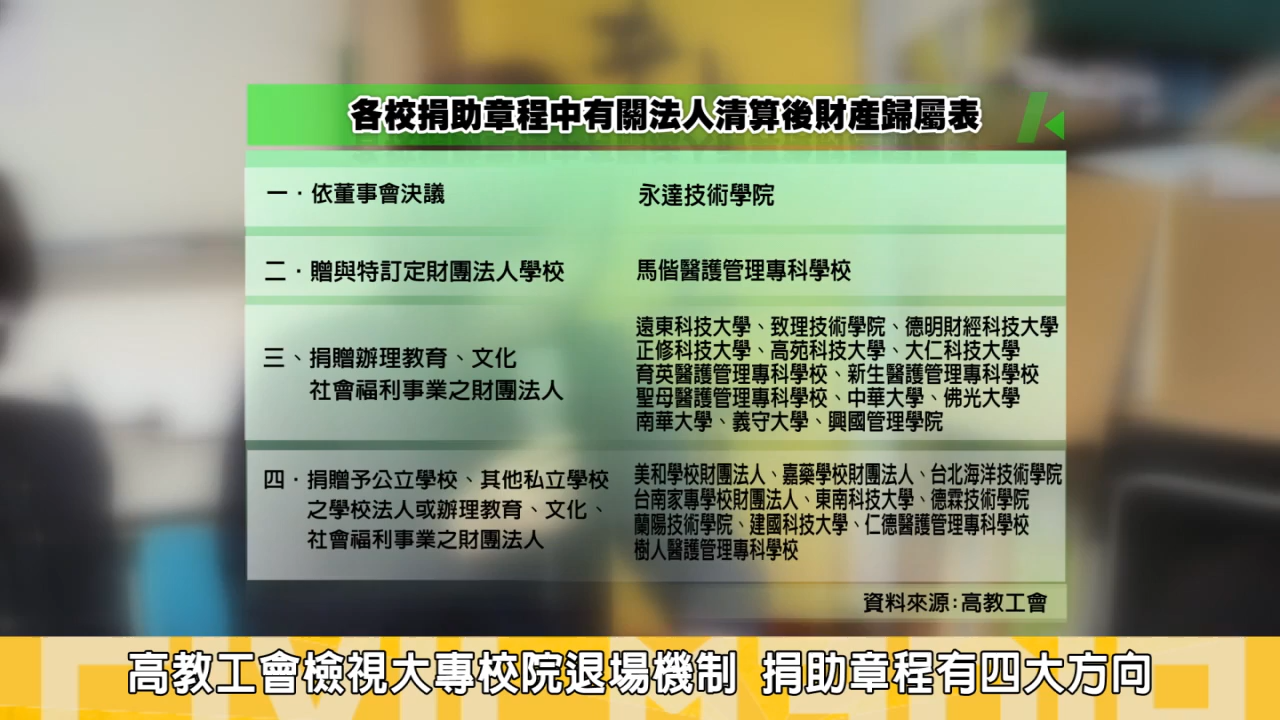 各校捐助章程中有關法人清算後財產歸屬表
一．依董事會決議
永達技術學院
二．贈與特訂定財團法人學校
馬偕醫護管理專科學校
三、捐贈辦理教育、文化
社會福利事業之財團法人
遠東科技大學、致理技術學院、德明財經科技大學
正修科技大學、高苑科技大學、大仁科技大學
育英醫護管理專科學校、新生醫護管理專科學校
聖母醫護管理專科學校、中華大學、佛光大學
南華大學、義守大學、興國管理學院
四．捐贈予公立學校、其他私立學校
之學校法人或辦理教育、文化、
社會福利事業之財團法人
美和學校財團法人、嘉藥學校財團法人、台北海洋技術學院
台南家專學校財團法人、東南科技大學、德霖技術學院
蘭陽技術學院、建國科技大學、仁德醫護管理專科學校
樹人醫護管理專科學校
資料來源:高教工會
高教工會檢視大專校院退場機制 捐助章程有四大方向